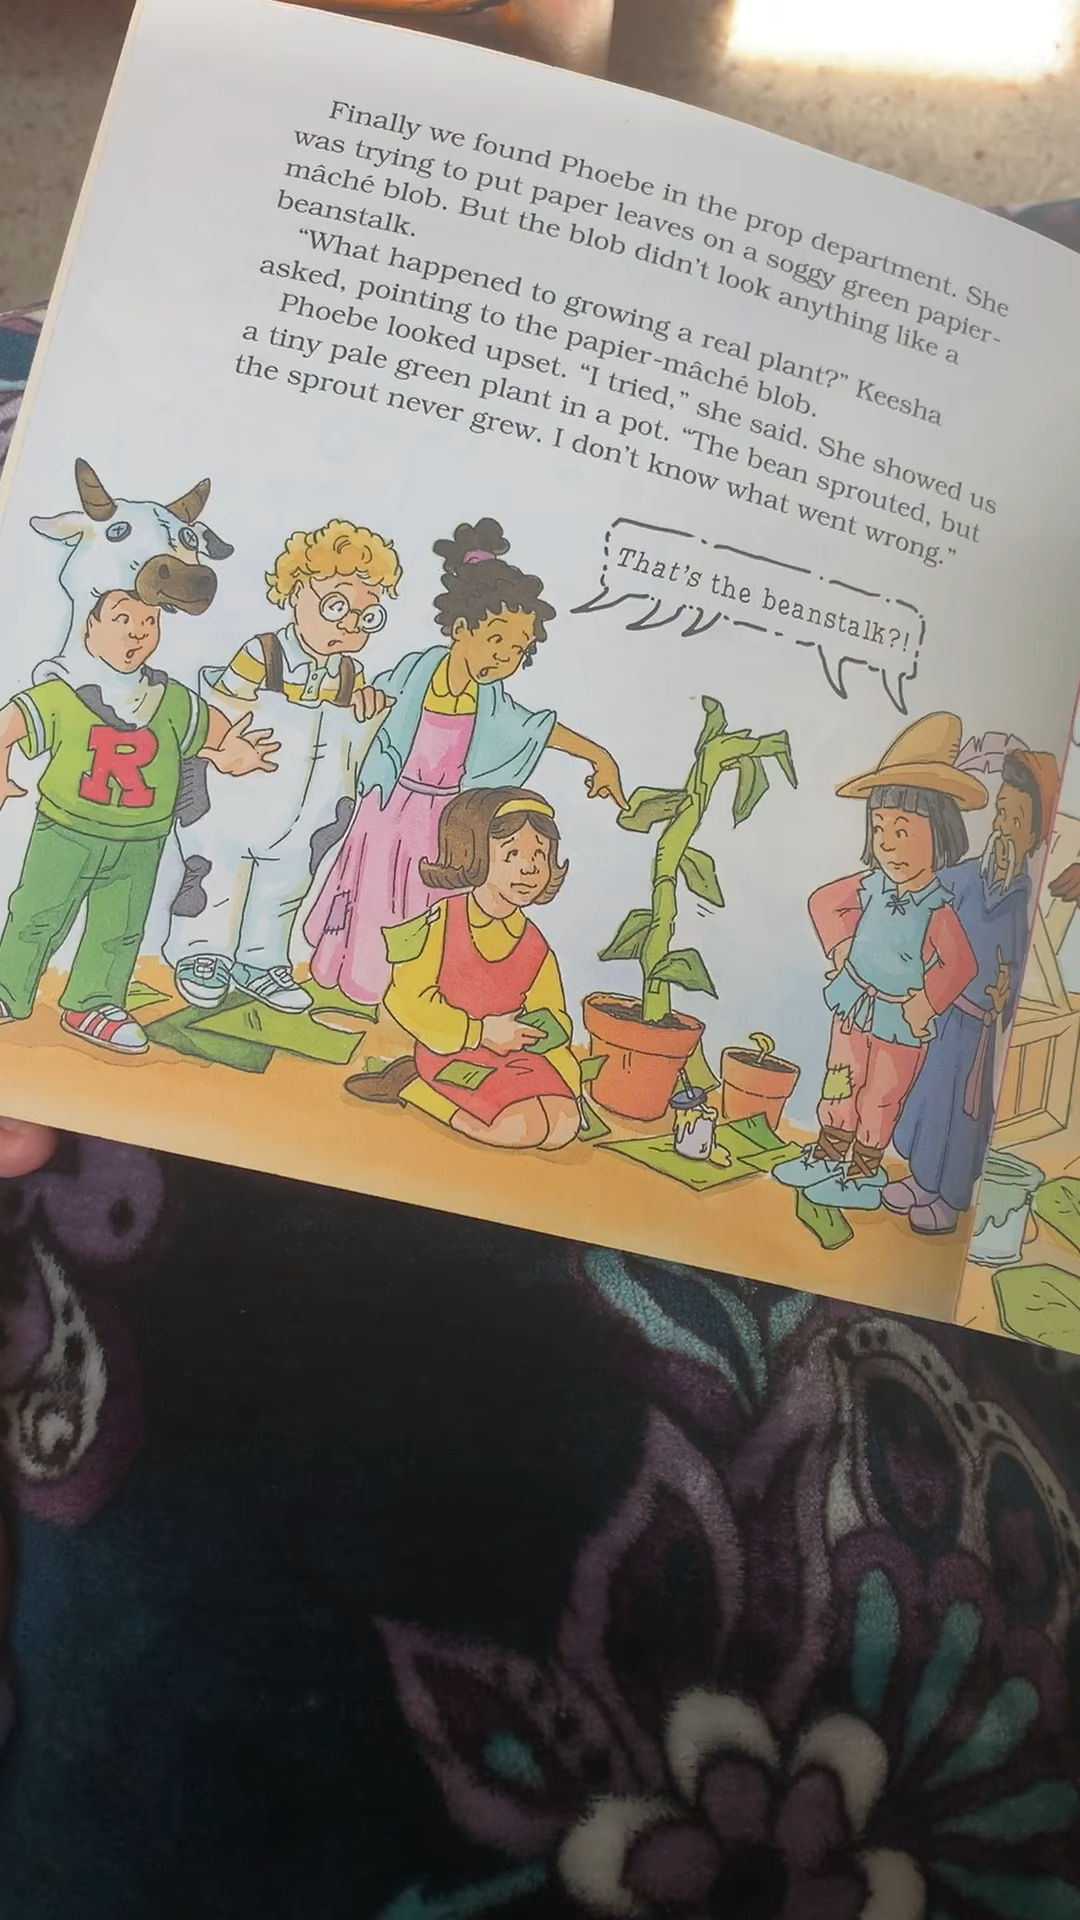 Finally we found Phoebe in the prop department. She
was trying to put paper leaves on a soggy green papier-
mâché blob. But the blob didn't look anything like a
beanstalk.
“What happened to growing a real plant?” Keesha
asked, pointing to the papier-mâché blob.
Phoebe looked upset. “I tried,” she said. She showed us
a tiny pale green plant in a pot. “The bean sprouted, but
the sprout never grew. I don't know what went wrong.”
That's the beanstalk?!
R